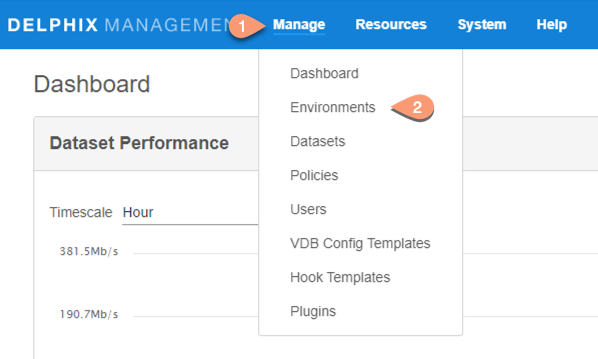 DELPHIX MANAGEMEN 1 Manage Resources System Help
Dashboard
Dashboard
Environments 2
Dataset Performance
Datasets
Policies
Timescale Hour
Users
VDB Config Templates
381.5Mb/s
Hook Templates
190.7Mb/s
Plugins